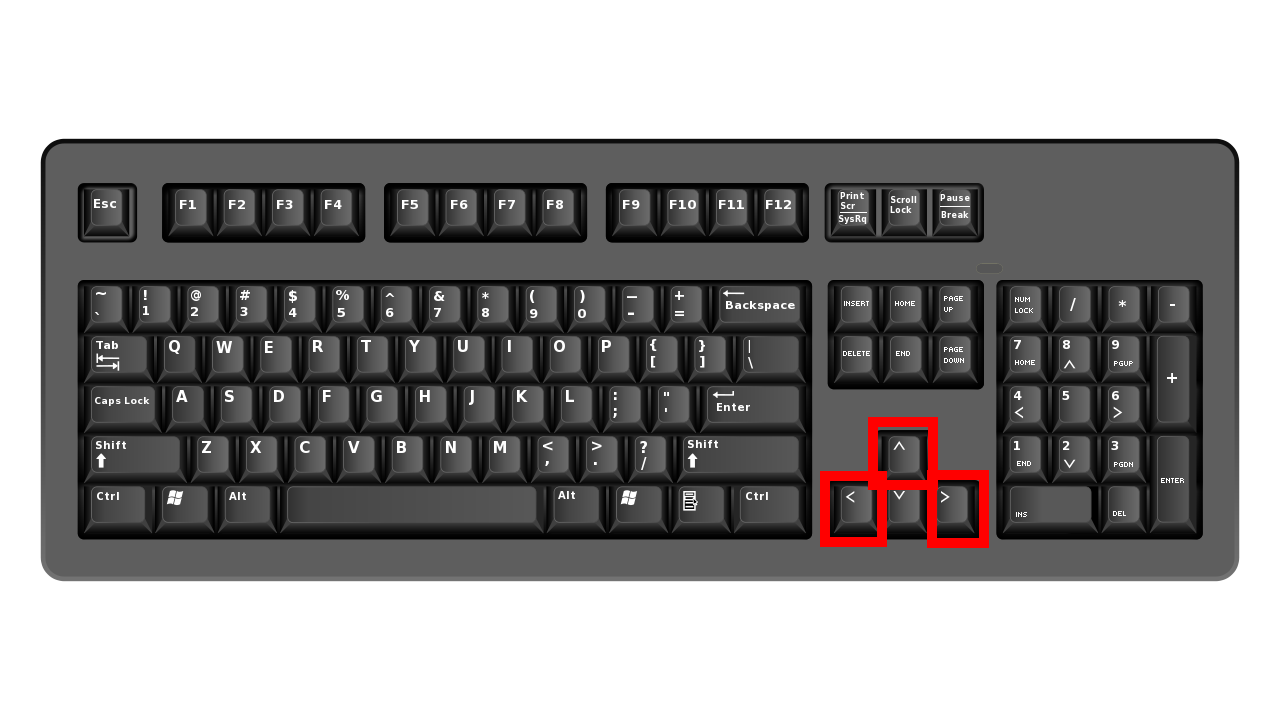 Esc F1 F2 F3 F4 F5 F6 F7 F8 F9 F10 F11 F12 Print Scr SysRq Scroll Lock Pause Break
~ ` ! 1 @ 2 # 3 $ 4 % 5 ^ 6 & 7 * 8 ( 9 ) 0 – - + = Backspace INSERT HOME PAGE UP NUM LOCK / * -
Tab Q W E R T Y U I O P { [ } ] | \ DELETE END PAGE DOWN 7 HOME 8 9 PGUP +
Caps Lock A S D F G H J K L : ; " ' Enter 4 < 5 6 >
Shift Z X C V B N M < , > . ? / Shift ^ 1 END 2 3 PGDN ENTER
Ctrl Alt Alt Ctrl < > INS DEL